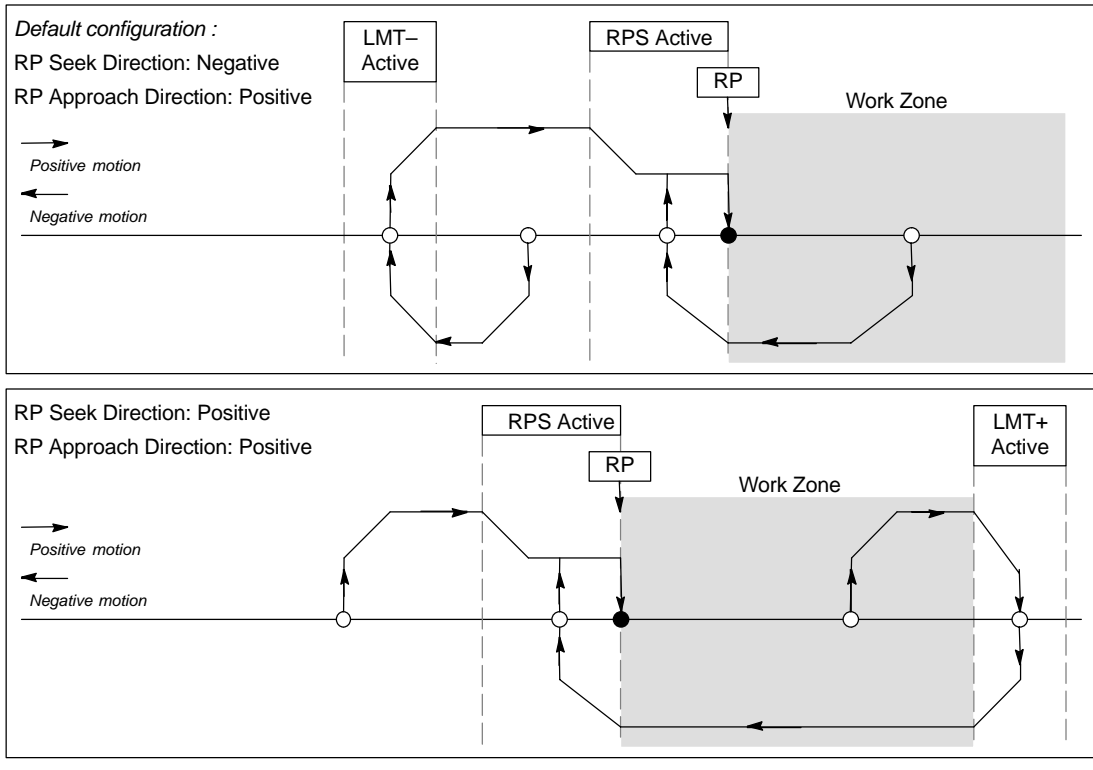 Default configuration :
RP Seek Direction: Negative
RP Approach Direction: Positive
LMT–
Active
RPS Active
RP
Work Zone
Positive motion
Negative motion
RP Seek Direction: Positive
RP Approach Direction: Positive
RPS Active
RP
Work Zone
LMT+
Active
Positive motion
Negative motion